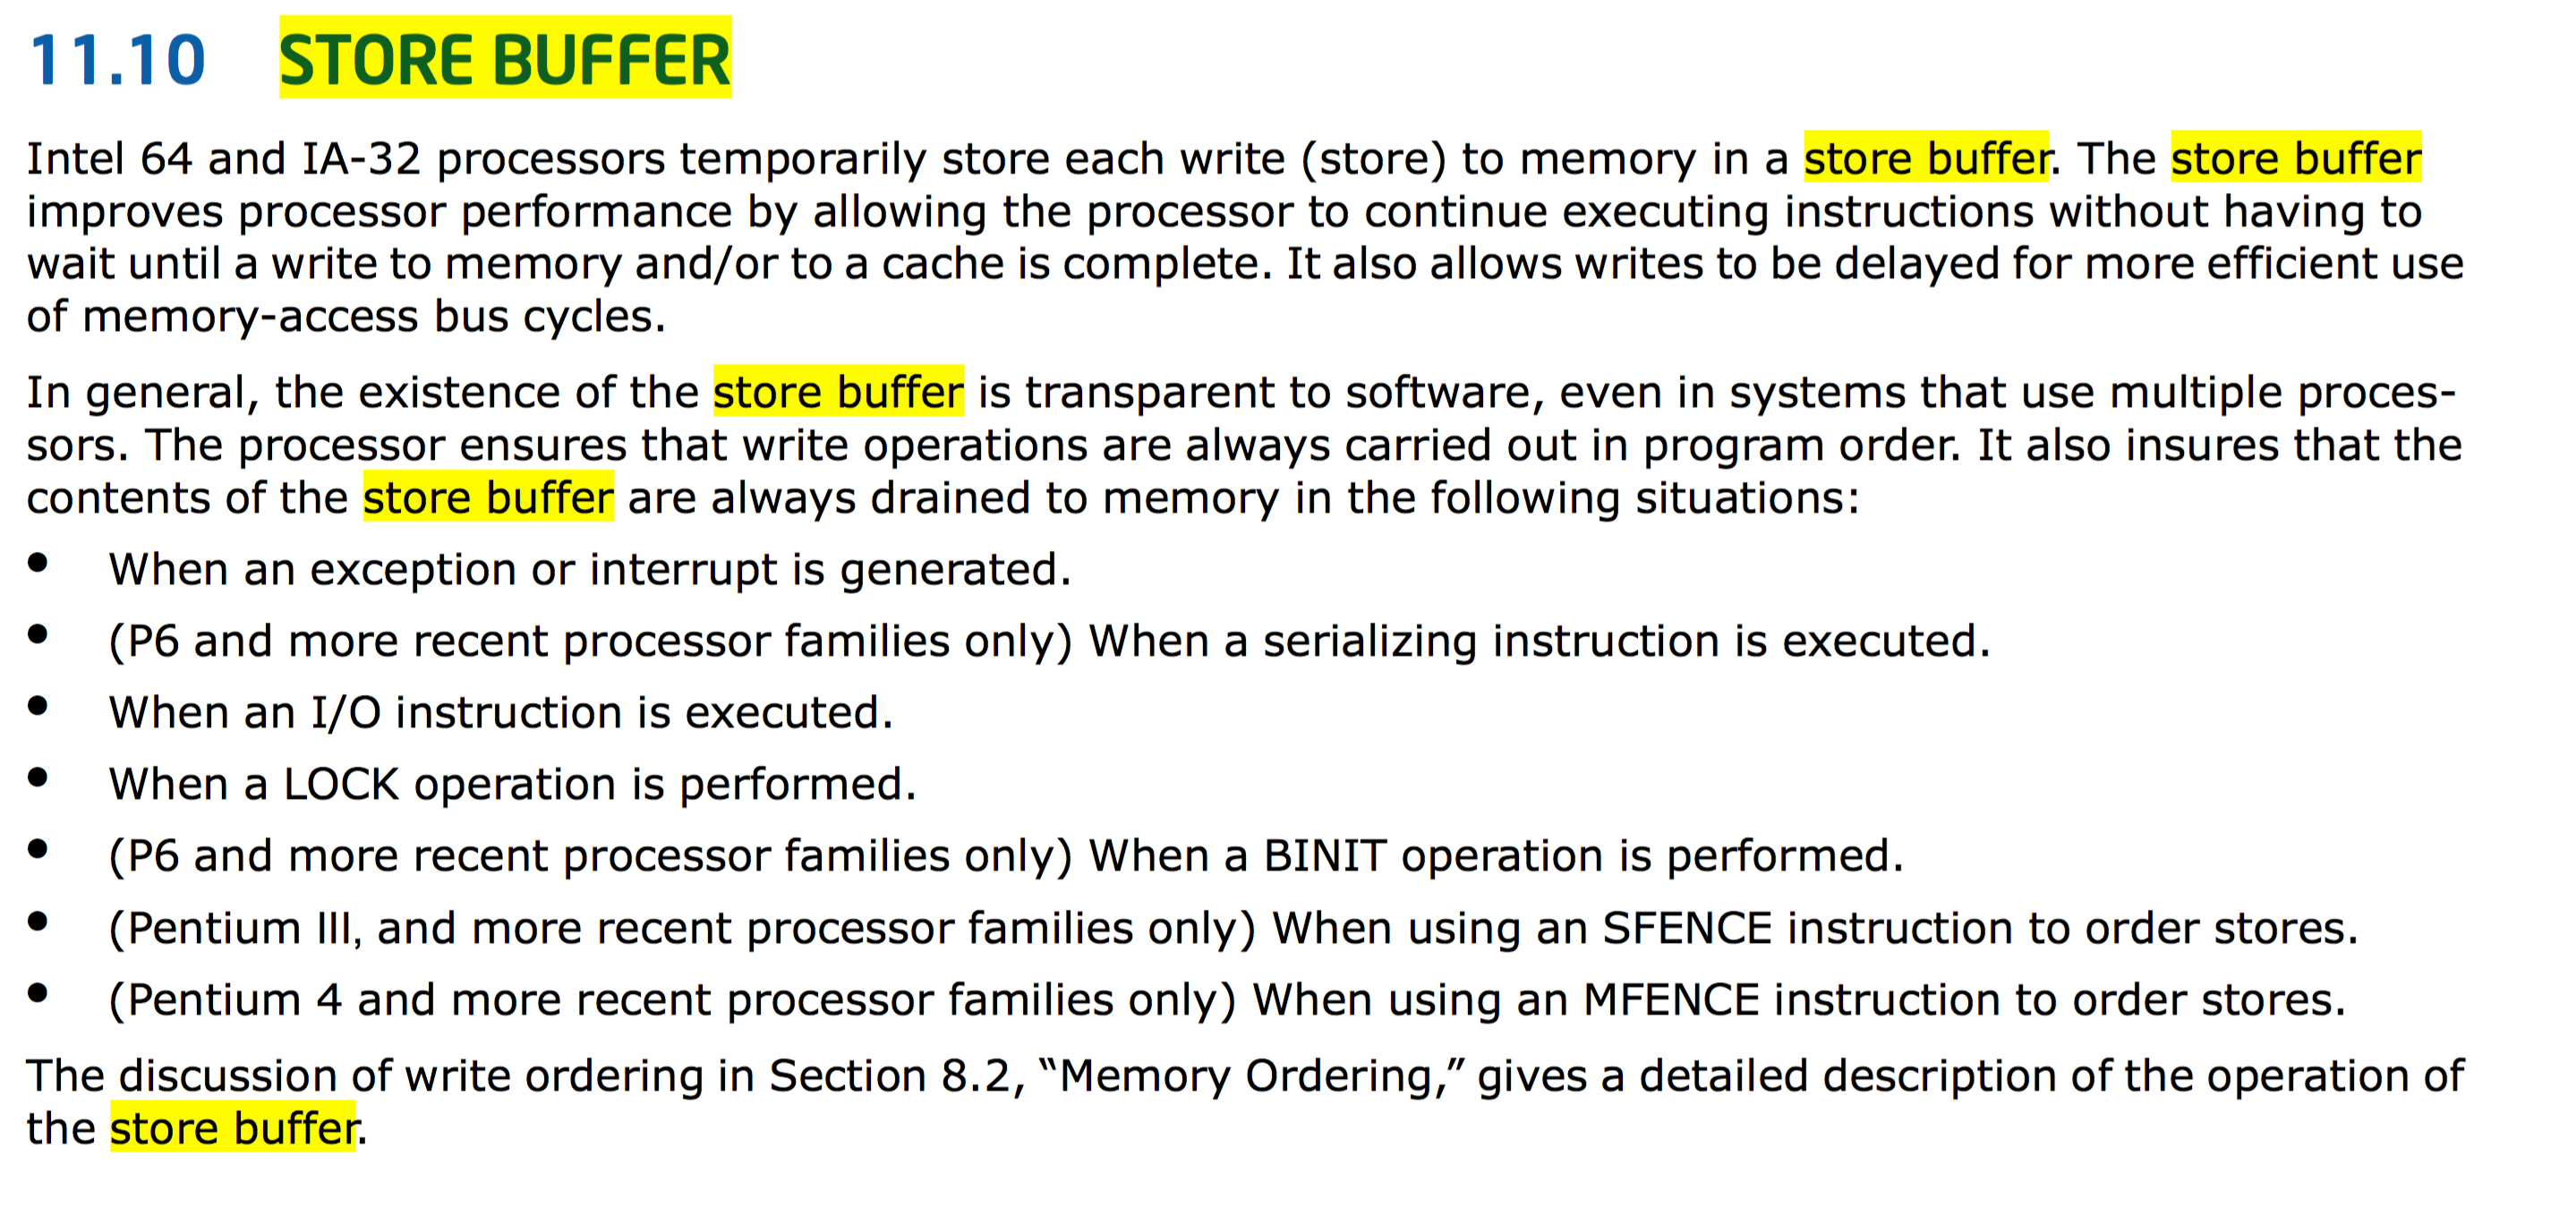 11.10 STORE BUFFER
Intel 64 and IA-32 processors temporarily store each write (store) to memory in a store buffer. The store buffer
improves processor performance by allowing the processor to continue executing instructions without having to
wait until a write to memory and/or to a cache is complete. It also allows writes to be delayed for more efficient use
of memory-access bus cycles.
In general, the existence of the store buffer is transparent to software, even in systems that use multiple proces-
sors. The processor ensures that write operations are always carried out in program order. It also insures that the
contents of the store buffer are always drained to memory in the following situations:
• When an exception or interrupt is generated.
• (P6 and more recent processor families only) When a serializing instruction is executed.
• When an I/O instruction is executed.
• When a LOCK operation is performed.
• (P6 and more recent processor families only) When a BINIT operation is performed.
• (Pentium III, and more recent processor families only) When using an SFENCE instruction to order stores.
• (Pentium 4 and more recent processor families only) When using an MFENCE instruction to order stores.
The discussion of write ordering in Section 8.2, “Memory Ordering,” gives a detailed description of the operation of
the store buffer.